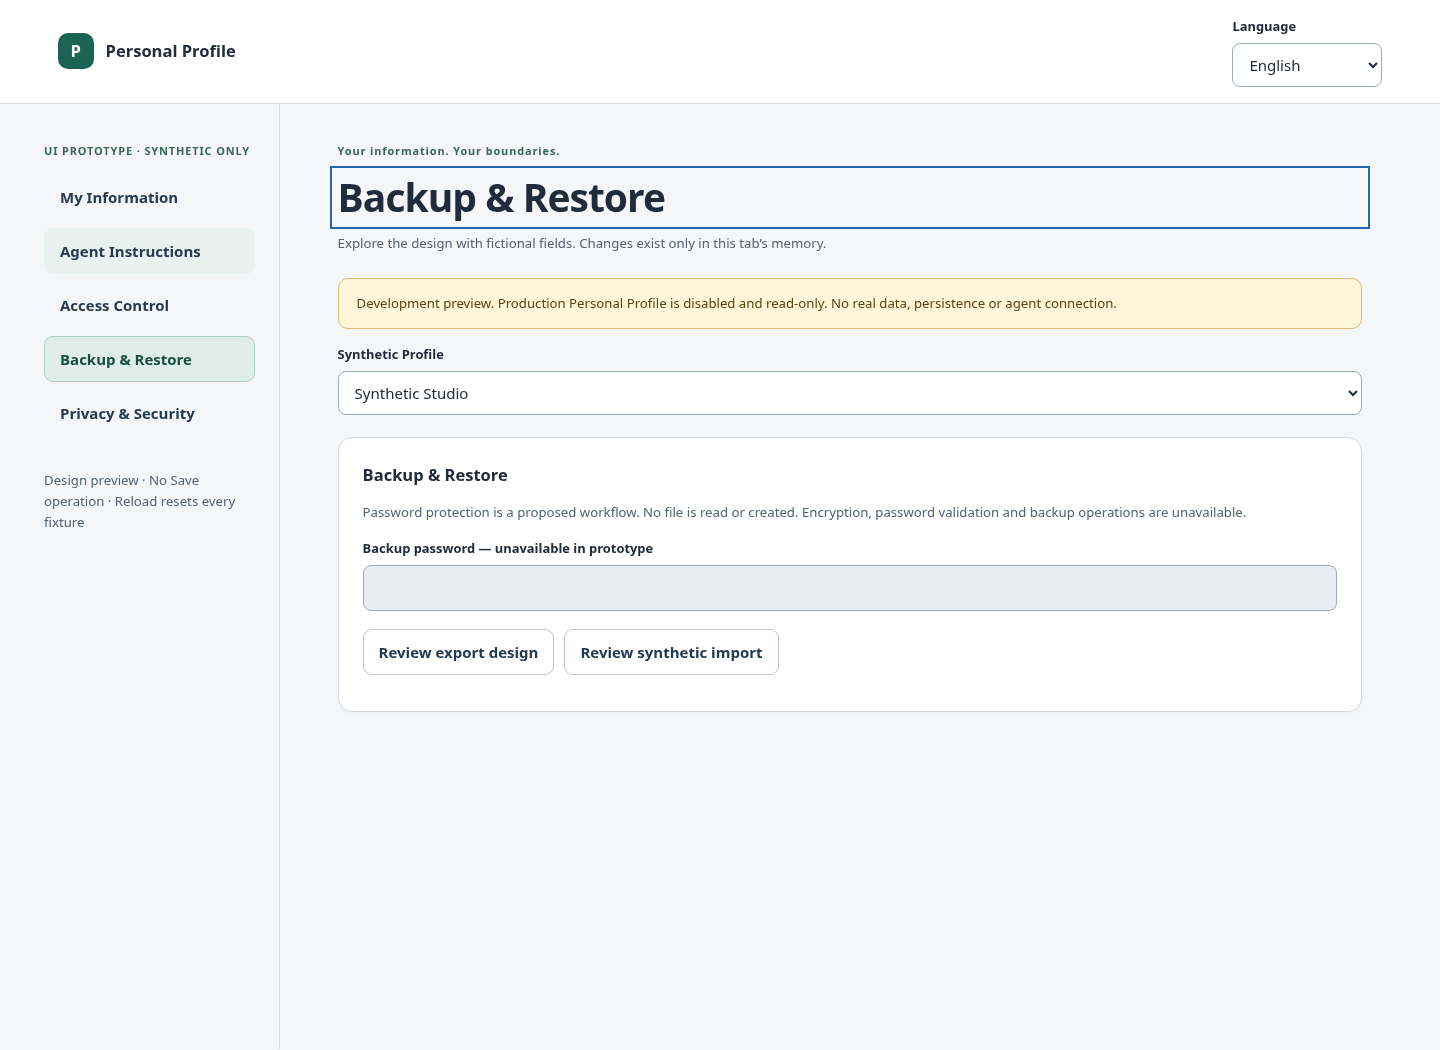 P
Personal Profile
Language
English
UI PROTOTYPE · SYNTHETIC ONLY
My Information
Agent Instructions
Access Control
Backup & Restore
Privacy & Security
Design preview · No Save
operation · Reload resets every
fixture
Your information. Your boundaries.
Backup & Restore
Explore the design with fictional fields. Changes exist only in this tab’s memory.
Development preview. Production Personal Profile is disabled and read-only. No real data, persistence or agent connection.
Synthetic Profile
Synthetic Studio
Backup & Restore
Password protection is a proposed workflow. No file is read or created. Encryption, password validation and backup operations are unavailable.
Backup password — unavailable in prototype
Review export design
Review synthetic import